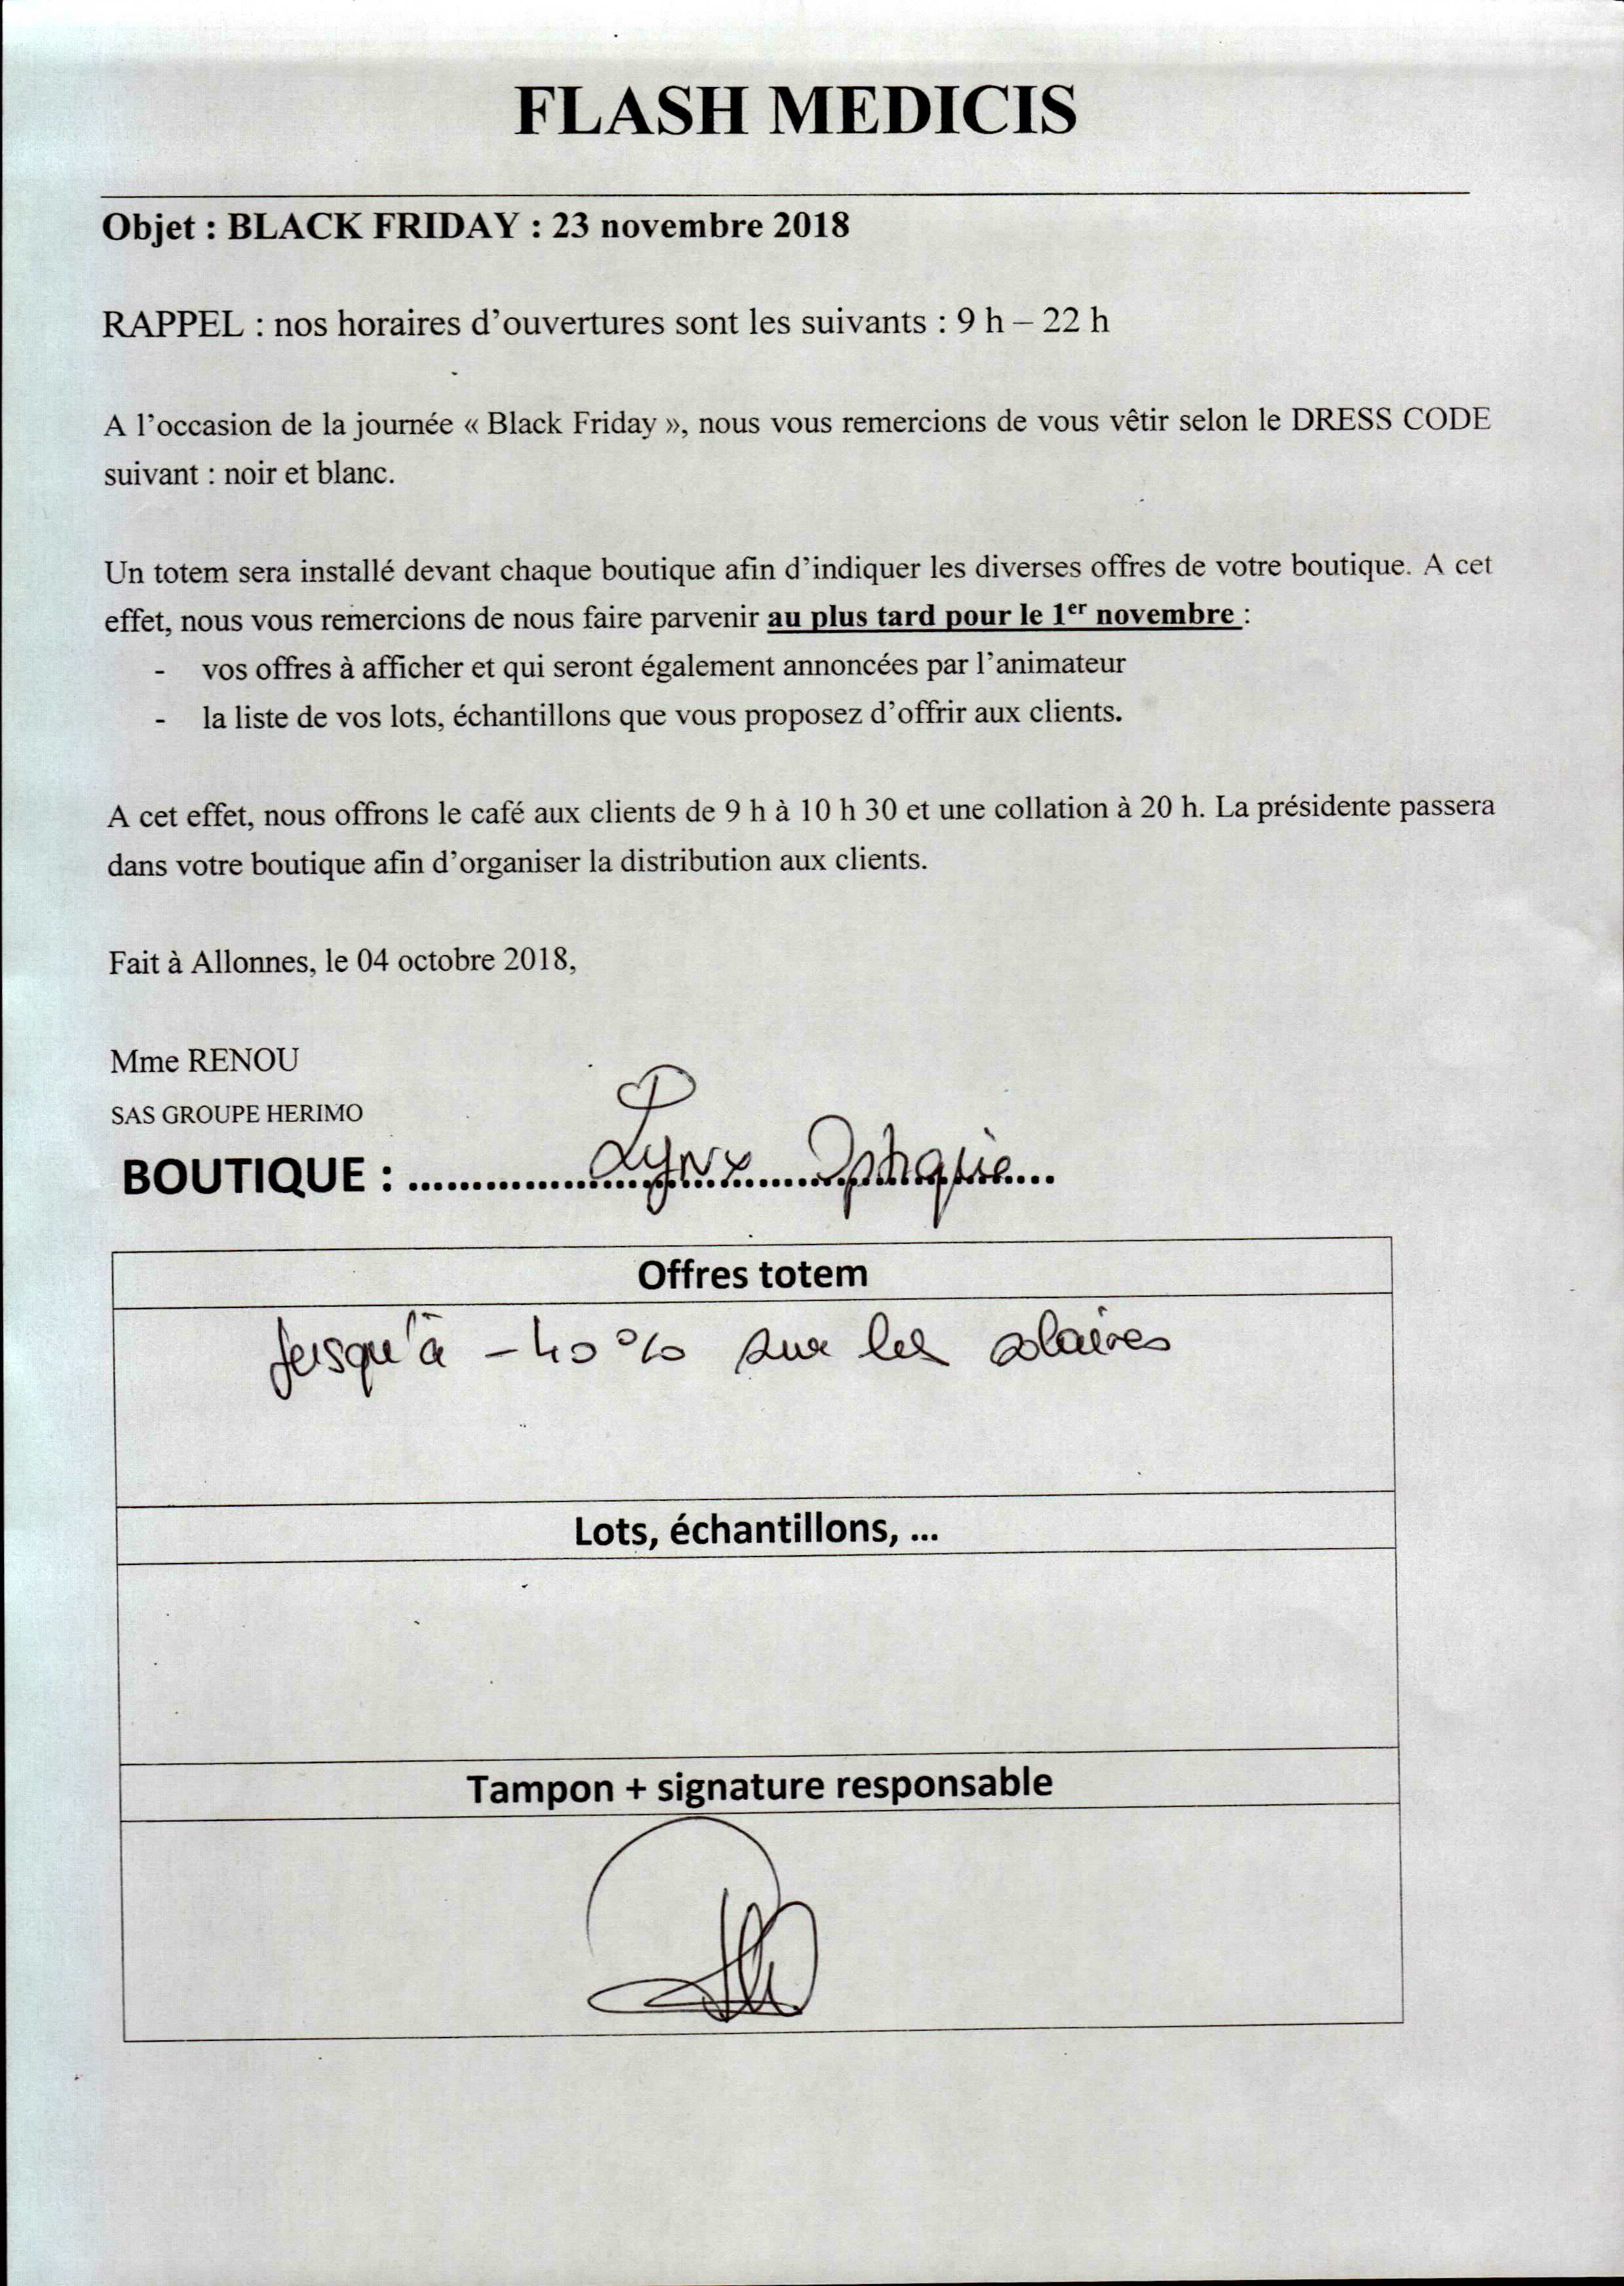 FLASH MEDICIS
Objet : BLACK FRIDAY : 23 novembre 2018
RAPPEL : nos horaires d’ouvertures sont les suivants : 9 h – 22 h
A l’occasion de la journée « Black Friday », nous vous remercions de vous vêtir selon le DRESS CODE
suivant : noir et blanc.
Un totem sera installé devant chaque boutique afin d’indiquer les diverses offres de votre boutique. A cet
effet, nous vous remercions de nous faire parvenir au plus tard pour le 1er novembre :
- vos offres à afficher et qui seront également annoncées par l’animateur
- la liste de vos lots, échantillons que vous proposez d’offrir aux clients.
A cet effet, nous offrons le café aux clients de 9 h à 10 h 30 et une collation à 20 h. La présidente passera
dans votre boutique afin d’organiser la distribution aux clients.
Fait à Allonnes, le 04 octobre 2018,
Mme RENOU
SAS GROUPE HERIMO
BOUTIQUE : Lynx Optique
Offres totem
Jusqu'à -40% sur les solaires
Lots, échantillons, ...
Tampon + signature responsable